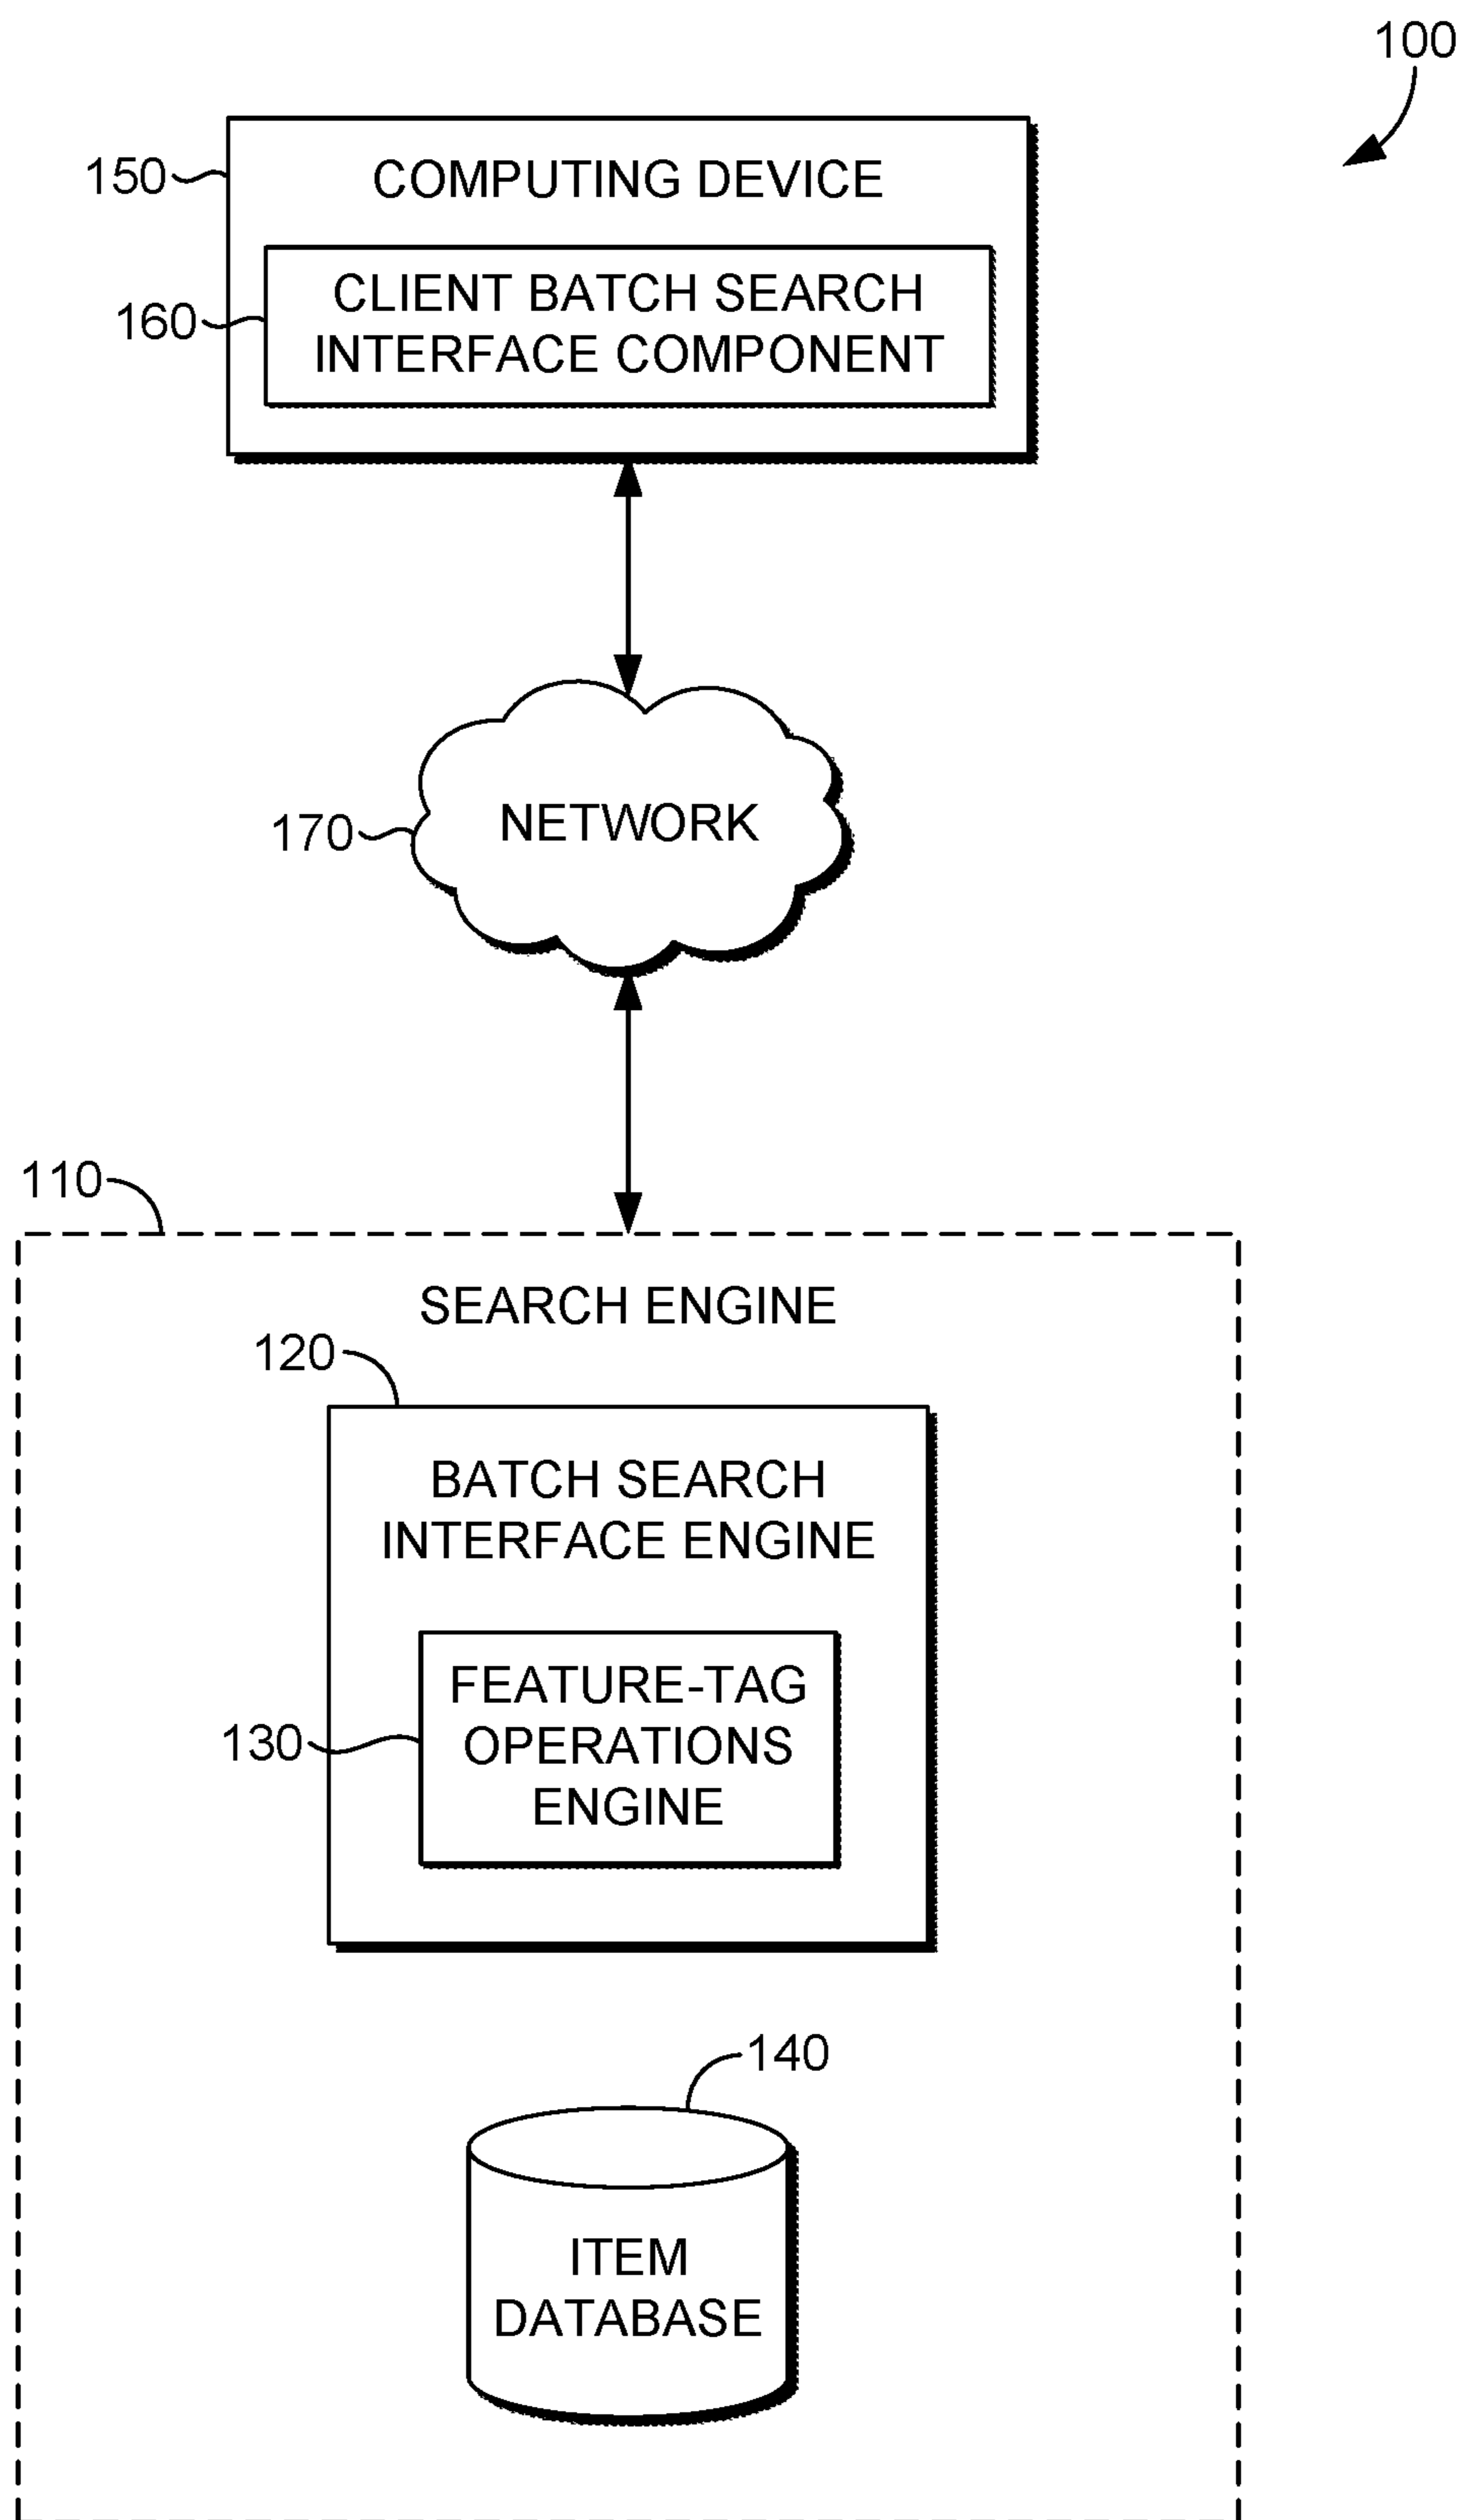 100
150
COMPUTING DEVICE
160
CLIENT BATCH SEARCH
INTERFACE COMPONENT
170
NETWORK
110
SEARCH ENGINE
120
BATCH SEARCH
INTERFACE ENGINE
130
FEATURE-TAG
OPERATIONS
ENGINE
140
ITEM
DATABASE